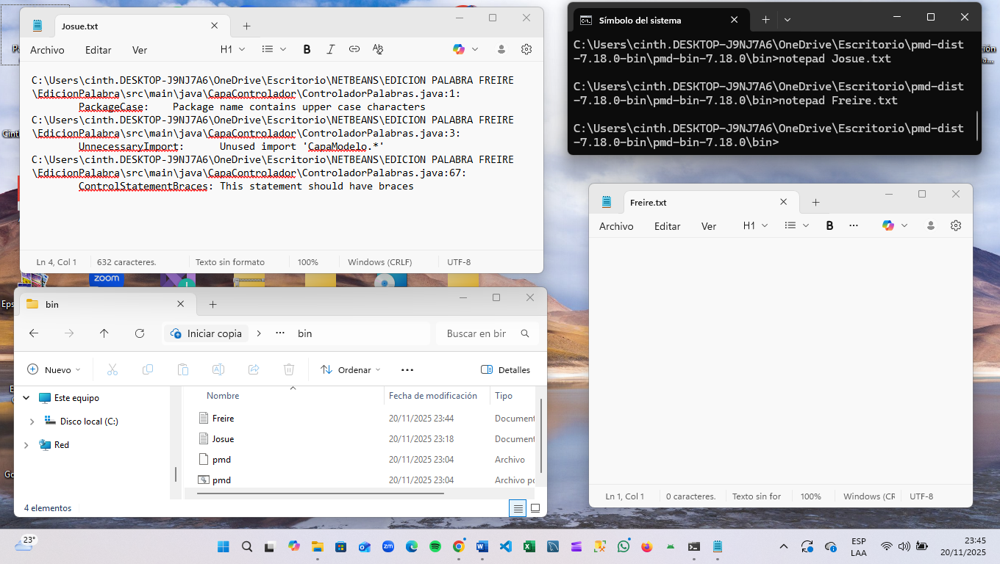 Josue.txt
Archivo Editar Ver H1 B I
C:\Users\cinth.DESKTOP-J9NJ7A6\OneDrive\Escritorio\NETBEANS\EDICION PALABRA FREIRE
\EdicionPalabra\src\main\java\CapaControlador\ControladorPalabras.java:1:
PackageCase: Package name contains upper case characters
C:\Users\cinth.DESKTOP-J9NJ7A6\OneDrive\Escritorio\NETBEANS\EDICION PALABRA FREIRE
\EdicionPalabra\src\main\java\CapaControlador\ControladorPalabras.java:3:
UnnecessaryImport: Unused import 'CapaModelo.*'
C:\Users\cinth.DESKTOP-J9NJ7A6\OneDrive\Escritorio\NETBEANS\EDICION PALABRA FREIRE
\EdicionPalabra\src\main\java\CapaControlador\ControladorPalabras.java:67:
ControlStatementBraces: This statement should have braces
Ln 4, Col 1 632 caracteres. Texto sin formato 100% Windows (CRLF) UTF-8
Símbolo del sistema
C:\Users\cinth.DESKTOP-J9NJ7A6\OneDrive\Escritorio\pmd-dist
-7.18.0-bin\pmd-bin-7.18.0\bin>notepad Josue.txt
C:\Users\cinth.DESKTOP-J9NJ7A6\OneDrive\Escritorio\pmd-dist
-7.18.0-bin\pmd-bin-7.18.0\bin>notepad Freire.txt
C:\Users\cinth.DESKTOP-J9NJ7A6\OneDrive\Escritorio\pmd-dist
-7.18.0-bin\pmd-bin-7.18.0\bin>
Freire.txt
Archivo Editar Ver H1 B
Ln 1, Col 1 0 caracteres. Texto sin for 100% Windows (CR UTF-8
zoom
Eps
bin
Iniciar copia bin Buscar en bir
Nuevo Ordenar Detalles
Este equipo
Disco local (C:)
Red
Nombre Fecha de modificación Tipo
Freire 20/11/2025 23:44 Document
Josue 20/11/2025 23:18 Document
pmd 20/11/2025 23:04 Archivo
pmd 20/11/2025 23:04 Archivo po
4 elementos
23°
zm
ESP
LAA
23:45
20/11/2025